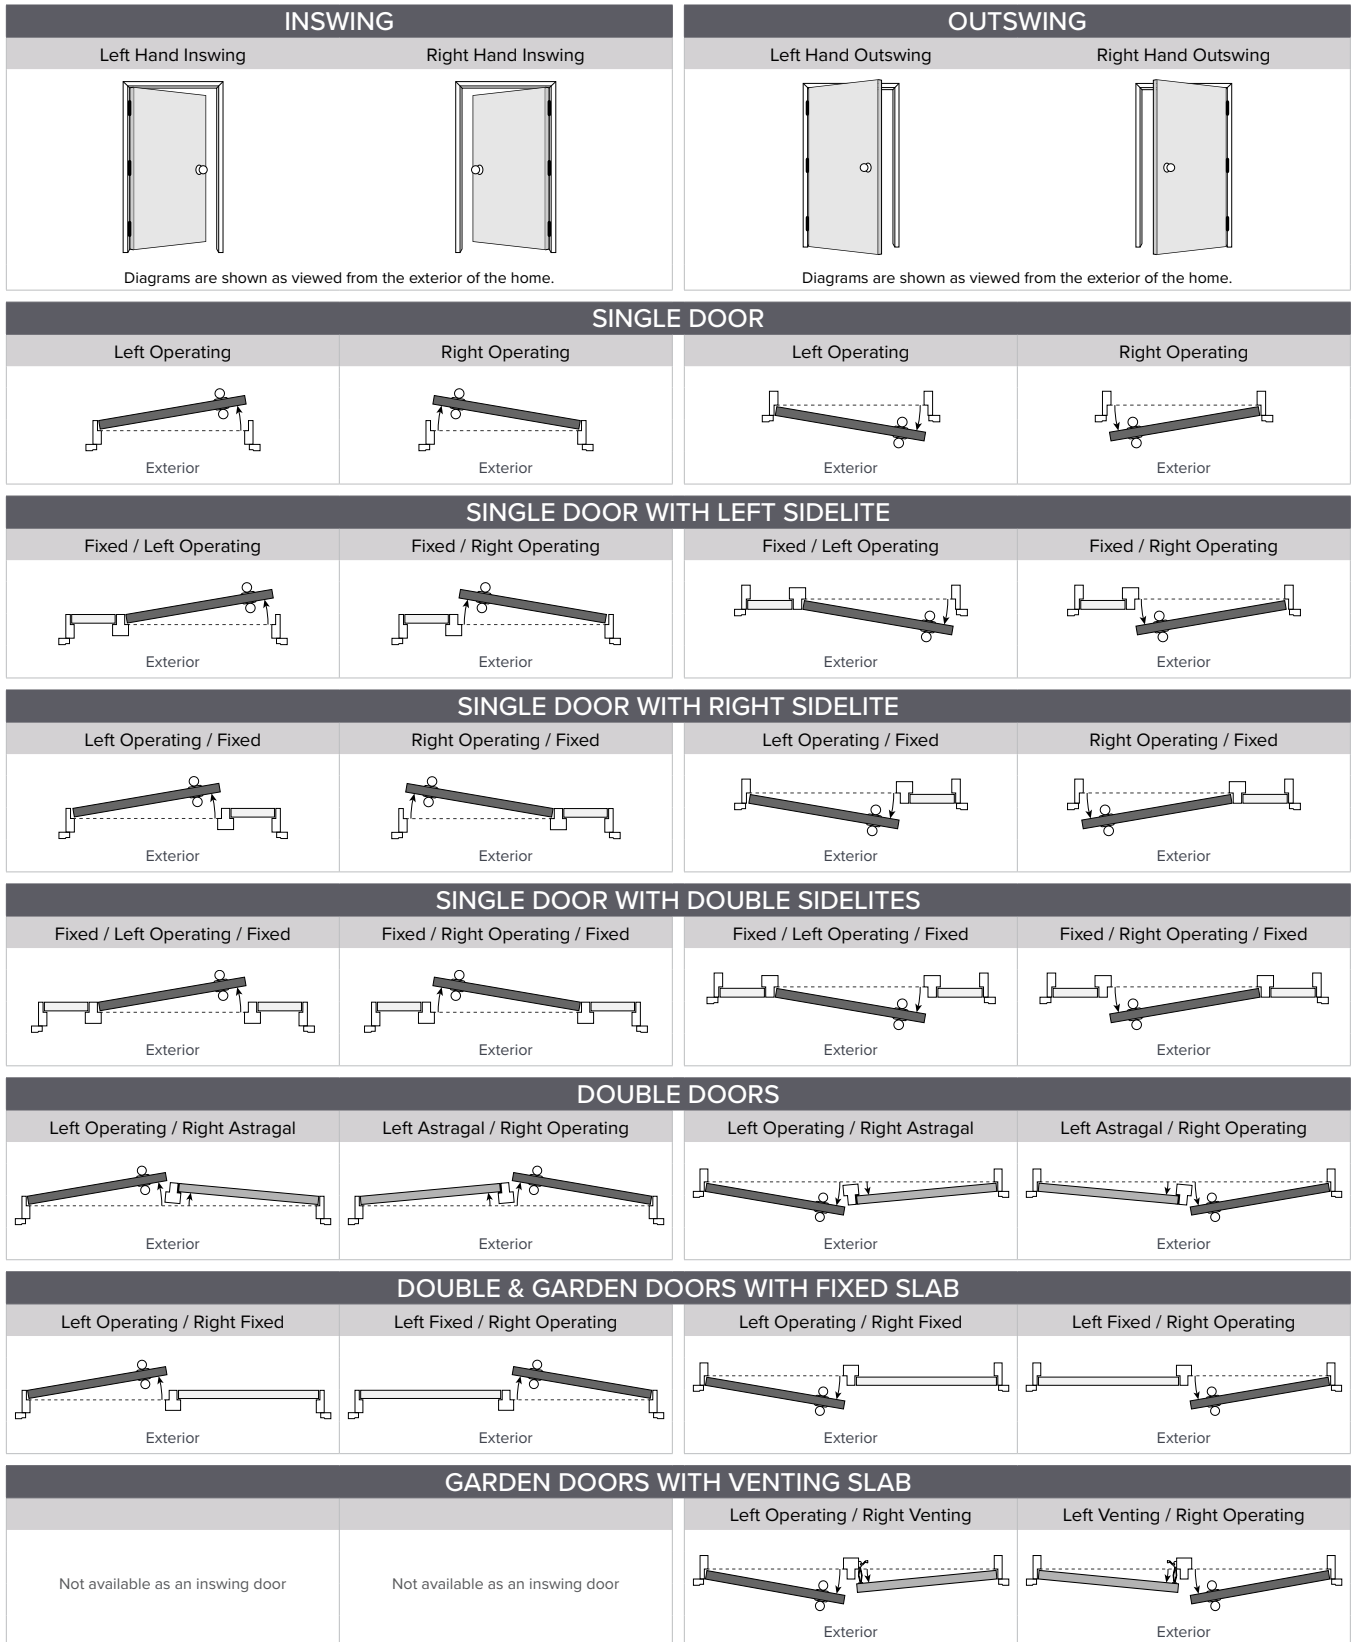 INSWING
OUTSWING
Left Hand Inswing
Right Hand Inswing
Left Hand Outswing
Right Hand Outswing
Diagrams are shown as viewed from the exterior of the home.
Diagrams are shown as viewed from the exterior of the home.
SINGLE DOOR
Left Operating
Right Operating
Left Operating
Right Operating
Exterior
Exterior
Exterior
Exterior
SINGLE DOOR WITH LEFT SIDELITE
Fixed / Left Operating
Fixed / Right Operating
Fixed / Left Operating
Fixed / Right Operating
Exterior
Exterior
Exterior
Exterior
SINGLE DOOR WITH RIGHT SIDELITE
Left Operating / Fixed
Right Operating / Fixed
Left Operating / Fixed
Right Operating / Fixed
Exterior
Exterior
Exterior
Exterior
SINGLE DOOR WITH DOUBLE SIDELITES
Fixed / Left Operating / Fixed
Fixed / Right Operating / Fixed
Fixed / Left Operating / Fixed
Fixed / Right Operating / Fixed
Exterior
Exterior
Exterior
Exterior
DOUBLE DOORS
Left Operating / Right Astragal
Left Astragal / Right Operating
Left Operating / Right Astragal
Left Astragal / Right Operating
Exterior
Exterior
Exterior
Exterior
DOUBLE & GARDEN DOORS WITH FIXED SLAB
Left Operating / Right Fixed
Left Fixed / Right Operating
Left Operating / Right Fixed
Left Fixed / Right Operating
Exterior
Exterior
Exterior
Exterior
GARDEN DOORS WITH VENTING SLAB
Left Operating / Right Venting
Left Venting / Right Operating
Not available as an inswing door
Not available as an inswing door
Exterior
Exterior